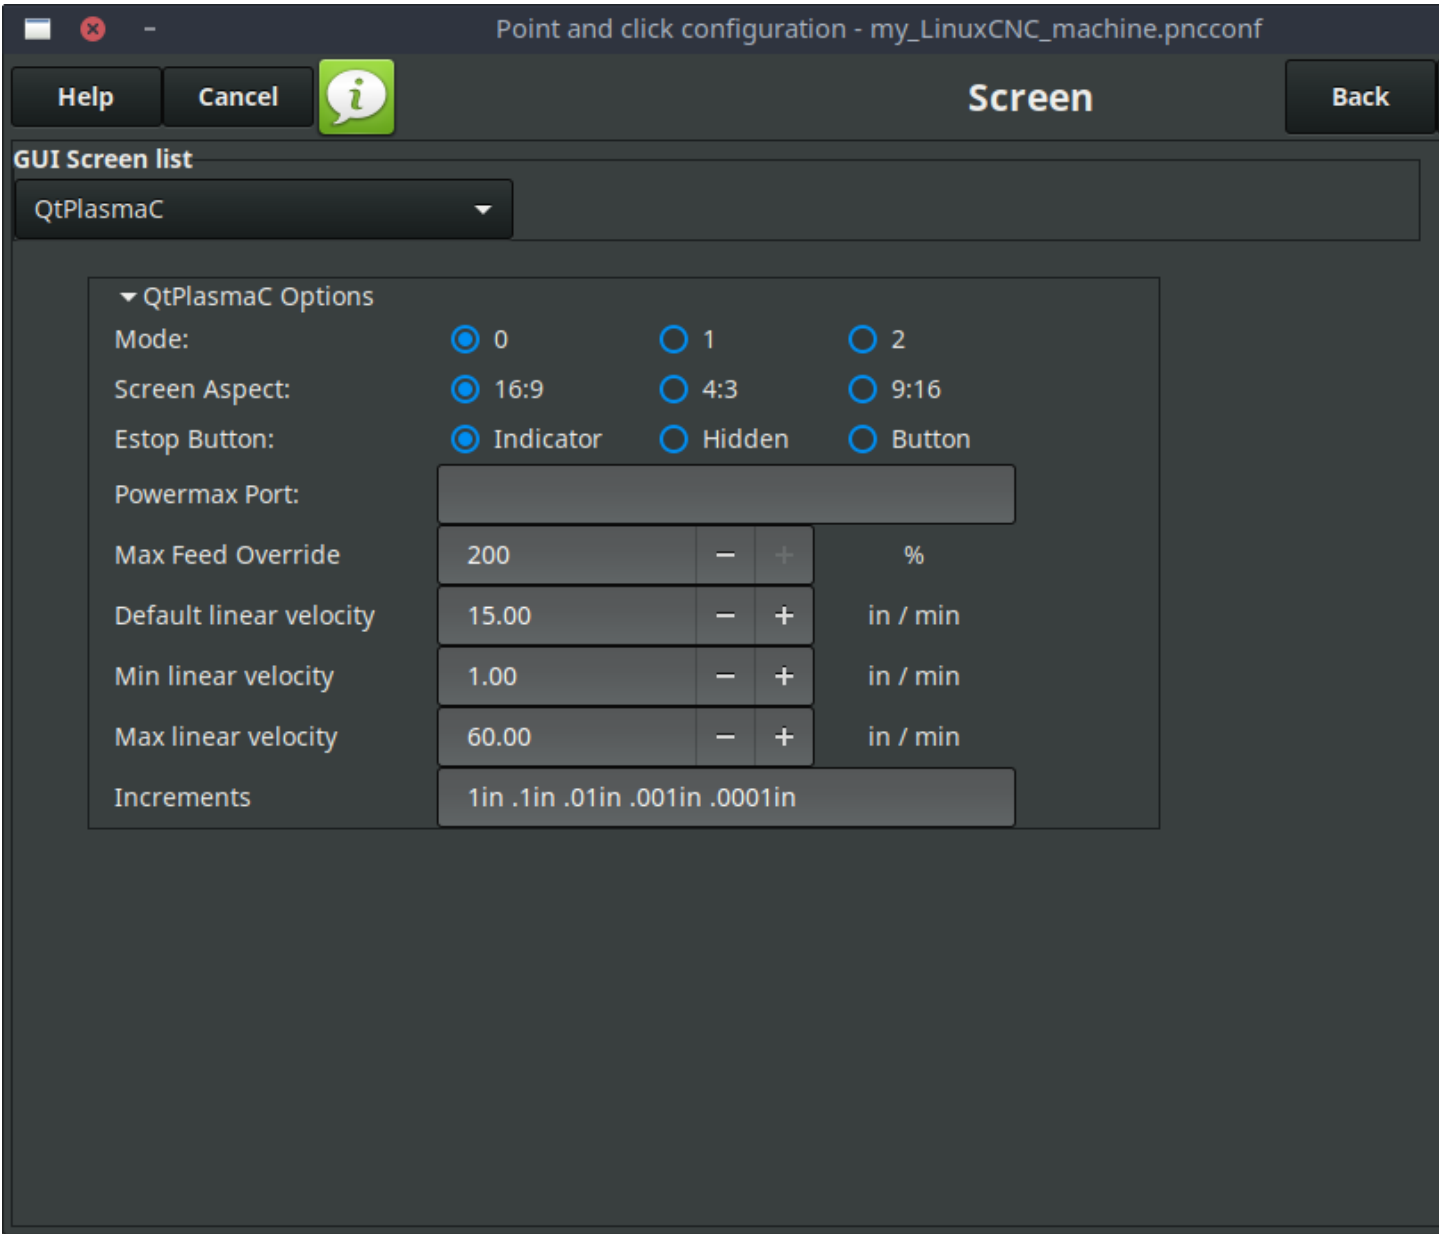 Point and click configuration - my_LinuxCNC_machine.pncconf
Help Cancel Screen Back
GUI Screen list
QtPlasmaC
QtPlasmaC Options
Mode: 0 1 2
Screen Aspect: 16:9 4:3 9:16
Estop Button: Indicator Hidden Button
Powermax Port:
Max Feed Override 200 − + %
Default linear velocity 15.00 − + in / min
Min linear velocity 1.00 − + in / min
Max linear velocity 60.00 − + in / min
Increments 1in .1in .01in .001in .0001in